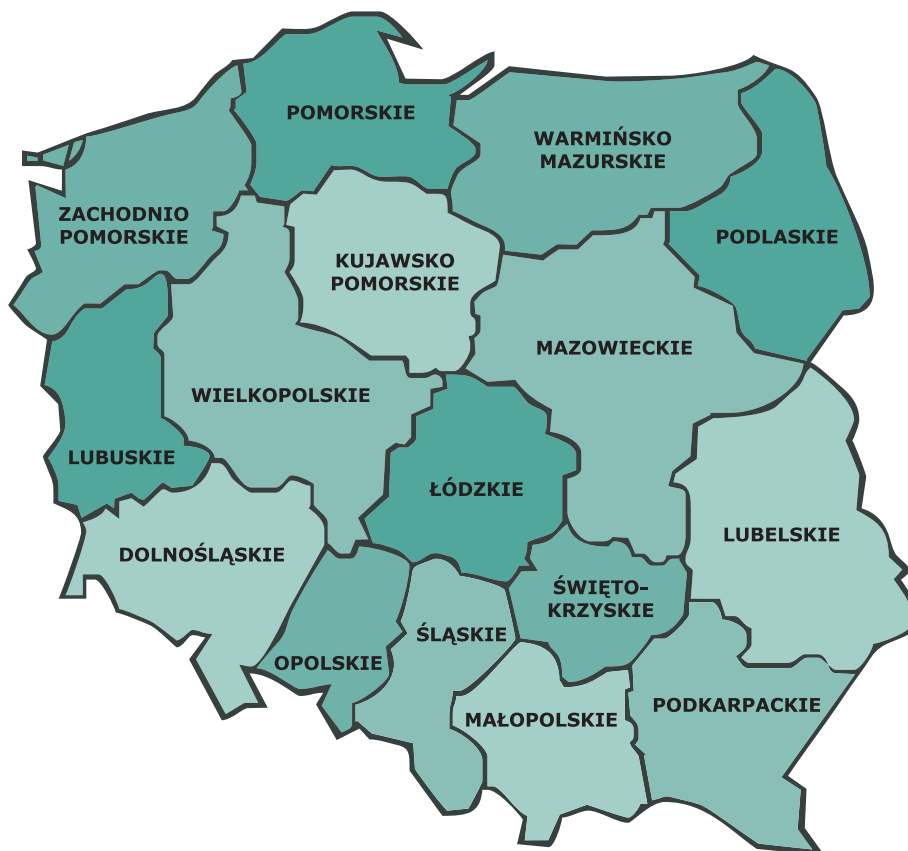 POMORSKIE
WARMIŃSKO
MAZURSKIE
ZACHODNIO
POMORSKIE
PODLASKIE
KUJAWSKO
POMORSKIE
MAZOWIECKIE
WIELKOPOLSKIE
LUBUSKIE
ŁÓDZKIE
LUBELSKIE
DOLNOŚLĄSKIE
ŚWIĘTO-
KRZYSKIE
ŚLĄSKIE
OPOLSKIE
PODKARPACKIE
MAŁOPOLSKIE